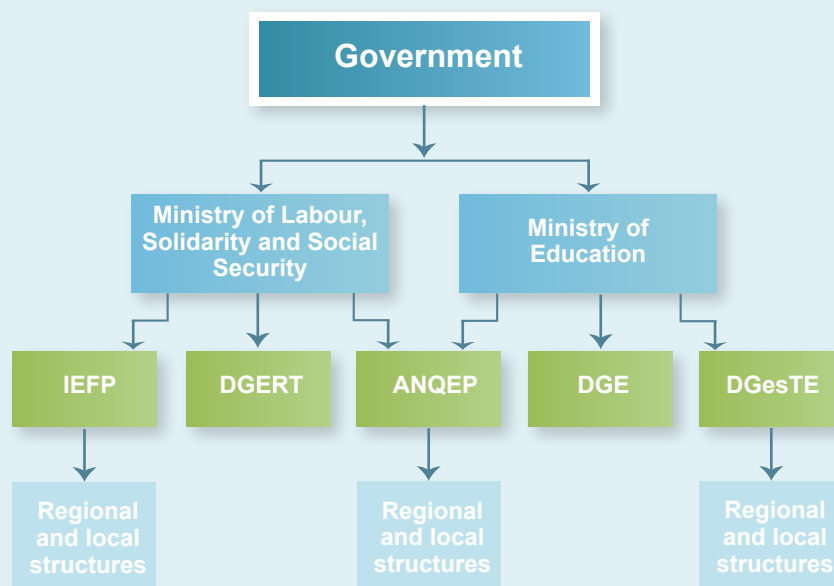 Government
Ministry of Labour,
Solidarity and Social
Security
Ministry of
Education
IEFP
DGERT
ANQEP
DGE
DGesTE
Regional
and local
structures
Regional
and local
structures
Regional
and local
structures